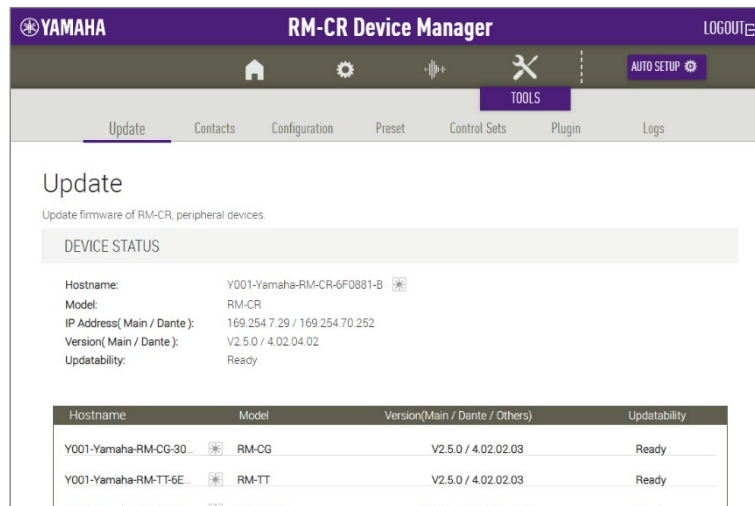 YAMAHA RM-CR Device Manager LOGOUT
AUTO SETUP
TOOLS
Update Contacts Configuration Preset Control Sets Plugin Logs
Update
Update firmware of RM-CR, peripheral devices.
DEVICE STATUS
Hostname: Y001-Yamaha-RM-CR-6F0881-B
Model: RM-CR
IP Address( Main / Dante ): 169.254.7.29 / 169.254.70.252
Version( Main / Dante ): V2.5.0 / 4.02.04.02
Updatability: Ready
Hostname Model Version(Main / Dante / Others) Updatability
Y001-Yamaha-RM-CG-30... RM-CG V2.5.0 / 4.02.02.03 Ready
Y001-Yamaha-RM-TT-6E... RM-TT V2.5.0 / 4.02.02.03 Ready